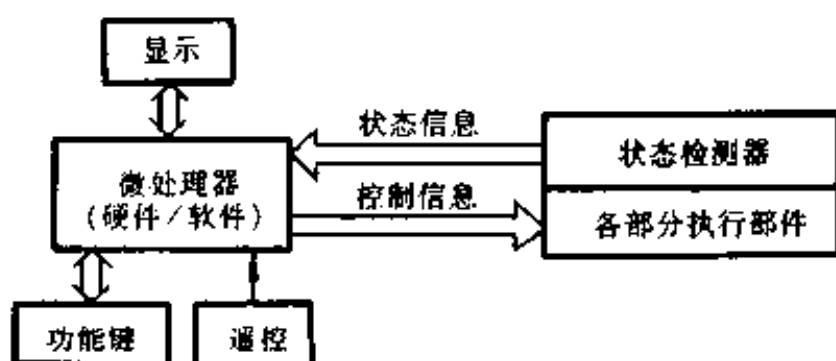 显示
状态信息
状态检测器
微处理器
(硬件/软件)
控制信息
各部分执行部件
功能键
遥控